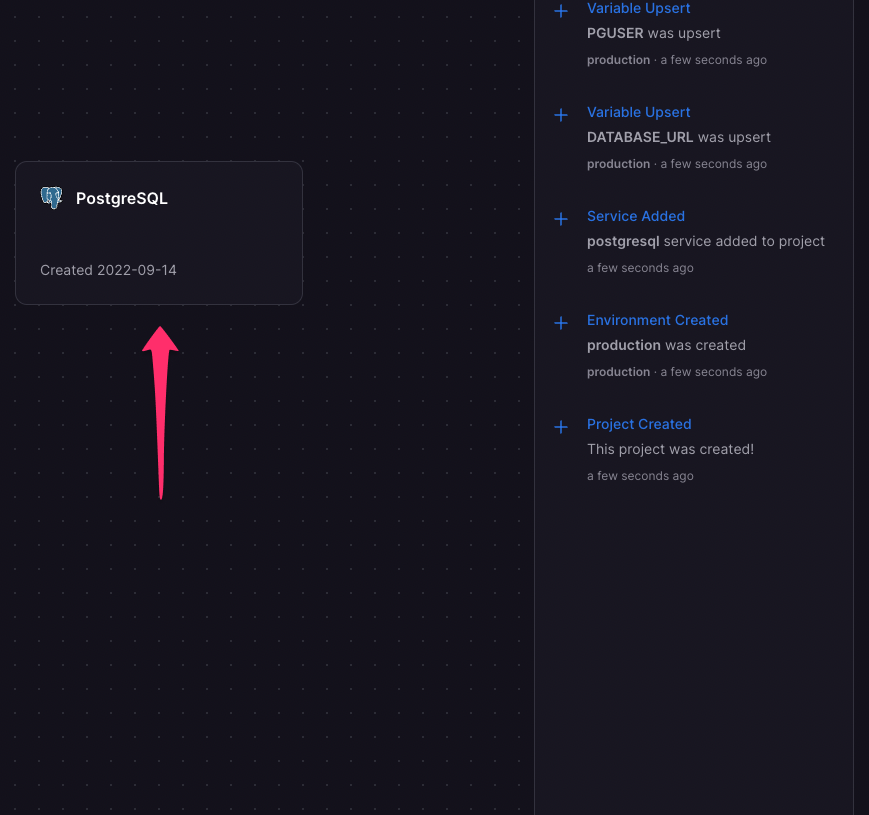 Variable Upsert
PGUSER was upsert
production · a few seconds ago
Variable Upsert
DATABASE_URL was upsert
production · a few seconds ago
PostgreSQL
Created 2022-09-14
Service Added
postgresql service added to project
a few seconds ago
Environment Created
production was created
production · a few seconds ago
Project Created
This project was created!
a few seconds ago